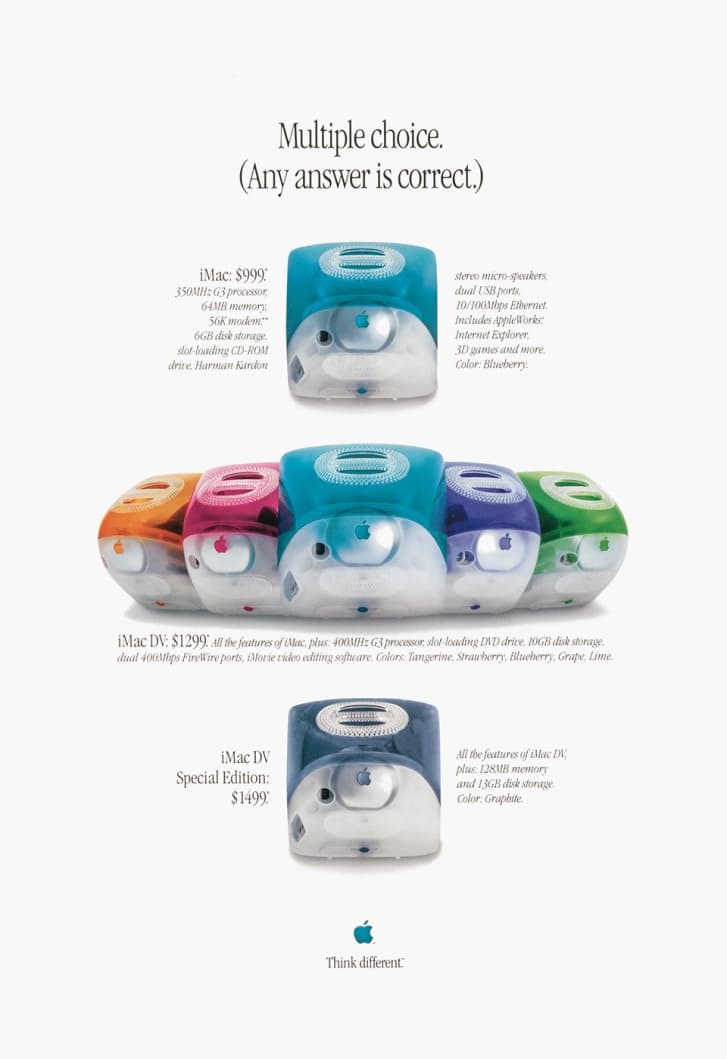 Multiple choice.
(Any answer is correct.)
iMac: $999.*
350MHz G3 processor,
64MB memory,
56K modem,**
6GB disk storage,
slot-loading CD-ROM
drive, Harman Kardon
stereo micro-speakers,
dual USB ports,
10/100Mbps Ethernet.
Includes AppleWorks,
Internet Explorer,
3D games and more.
Color: Blueberry.
iMac DV: $1299.* All the features of iMac, plus: 400MHz G3 processor, slot-loading DVD drive, 10GB disk storage,
dual 400Mbps FireWire ports, iMovie video editing software. Colors: Tangerine, Strawberry, Blueberry, Grape, Lime.
iMac DV
Special Edition:
$1499.*
All the features of iMac DV,
plus: 128MB memory
and 13GB disk storage.
Color: Graphite.
Think different.™